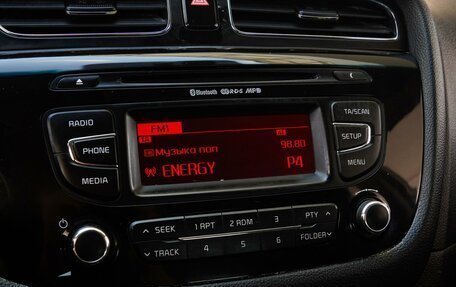 Bluetooth R·D·S MP3
RADIO
PHONE
MEDIA
FM1
Музыка поп 98.80
ENERGY P4
TA/SCAN
SETUP
MENU
SEEK
TRACK
1 RPT
2 RDM
3
PTY
4
5
6
FOLDER